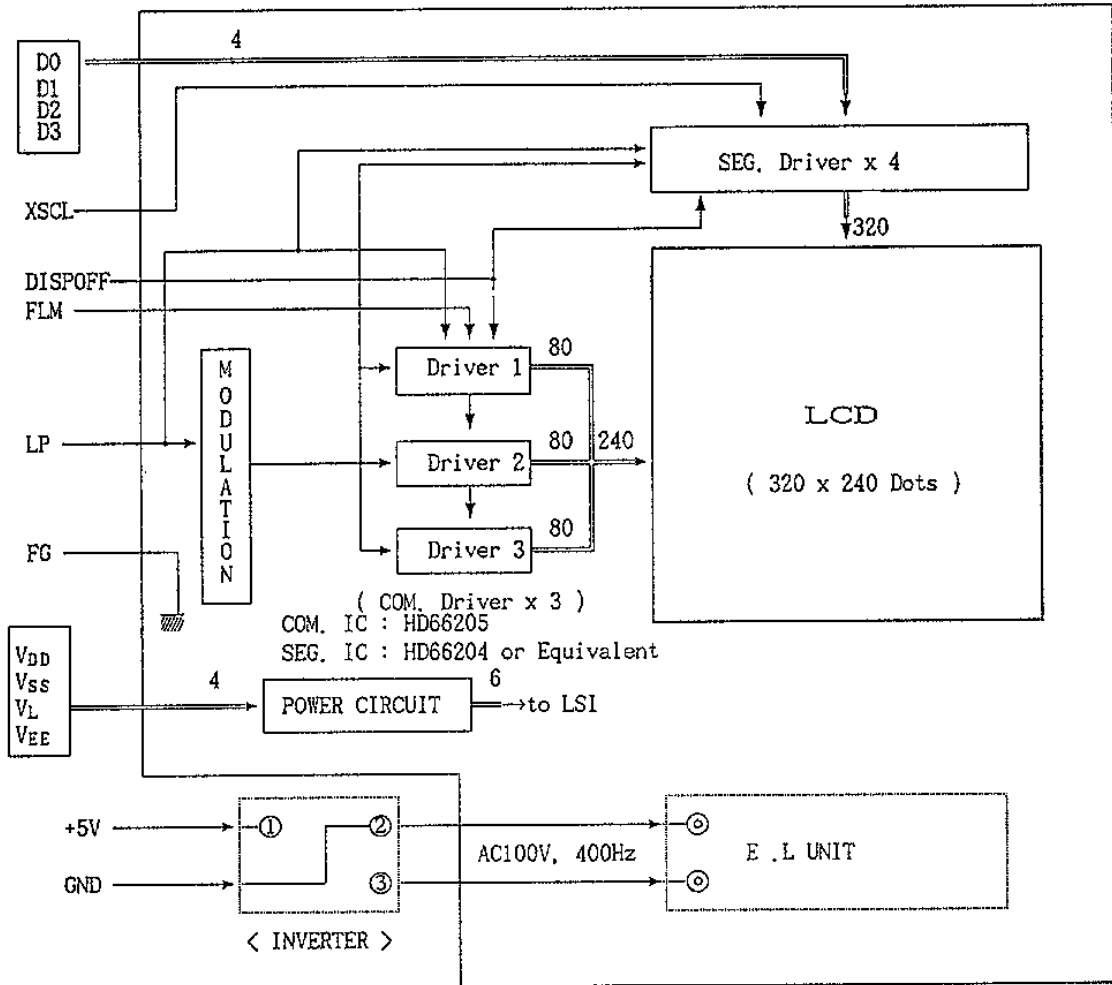 4
D0
D1
D2
D3
SEG. Driver x 4
XSCL
320
DISPOFF
FLM
80
Driver 1
MODULATION
LCD
LP
80
240
Driver 2
( 320 x 240 Dots )
80
FG
Driver 3
( COM. Driver x 3 )
COM. IC : HD66205
SEG. IC : HD66204 or Equivalent
VDD
VSS
VL
VEE
4
POWER CIRCUIT
6
to LSI
+5V
①
②
AC100V, 400Hz
E .L UNIT
GND
③
< INVERTER >